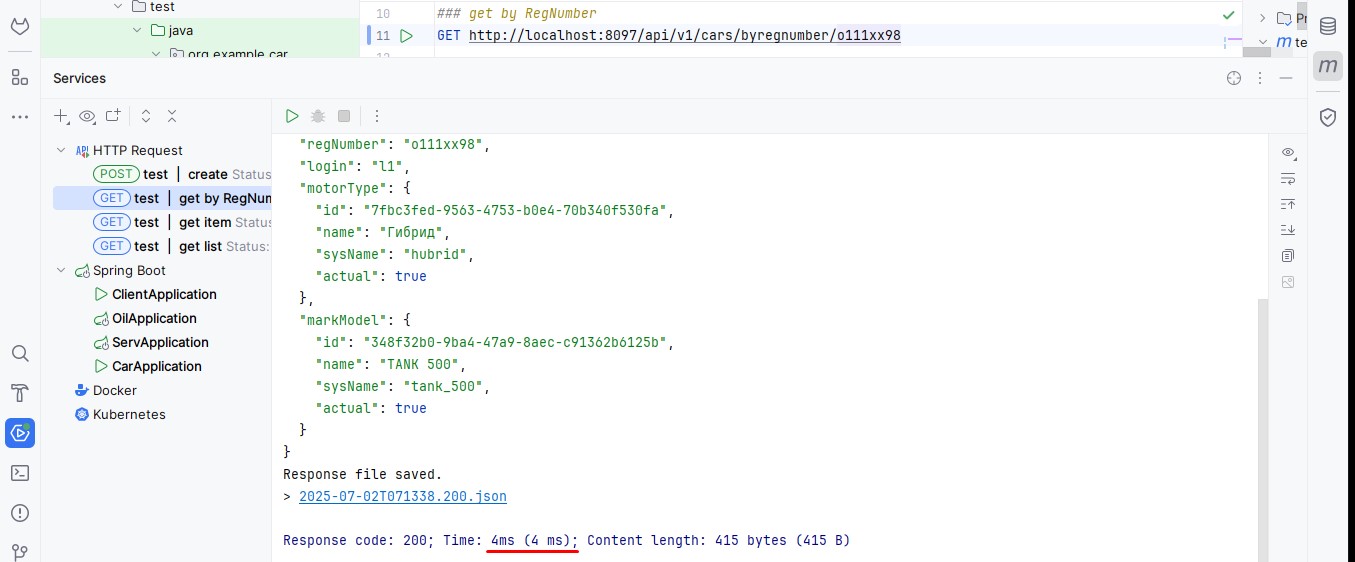 test
java
org.example.car
10
### get by RegNumber
11
GET http://localhost:8097/api/v1/cars/byregnumber/o111xx98
12
Pr
m te
m
Services
HTTP Request
POST test | create Status
GET test | get by RegNum
GET test | get item Status
GET test | get list Status:
Spring Boot
ClientApplication
OilApplication
ServApplication
CarApplication
Docker
Kubernetes
"regNumber": "o111xx98",
"login": "l1",
"motorType": {
"id": "7fbc3fed-9563-4753-b0e4-70b340f530fa",
"name": "Гибрид",
"sysName": "hubrid",
"actual": true
},
"markModel": {
"id": "348f32b0-9ba4-47a9-8aec-c91362b6125b",
"name": "TANK 500",
"sysName": "tank_500",
"actual": true
}
}
Response file saved.
> 2025-07-02T071338.200.json
Response code: 200; Time: 4ms (4 ms); Content length: 415 bytes (415 B)